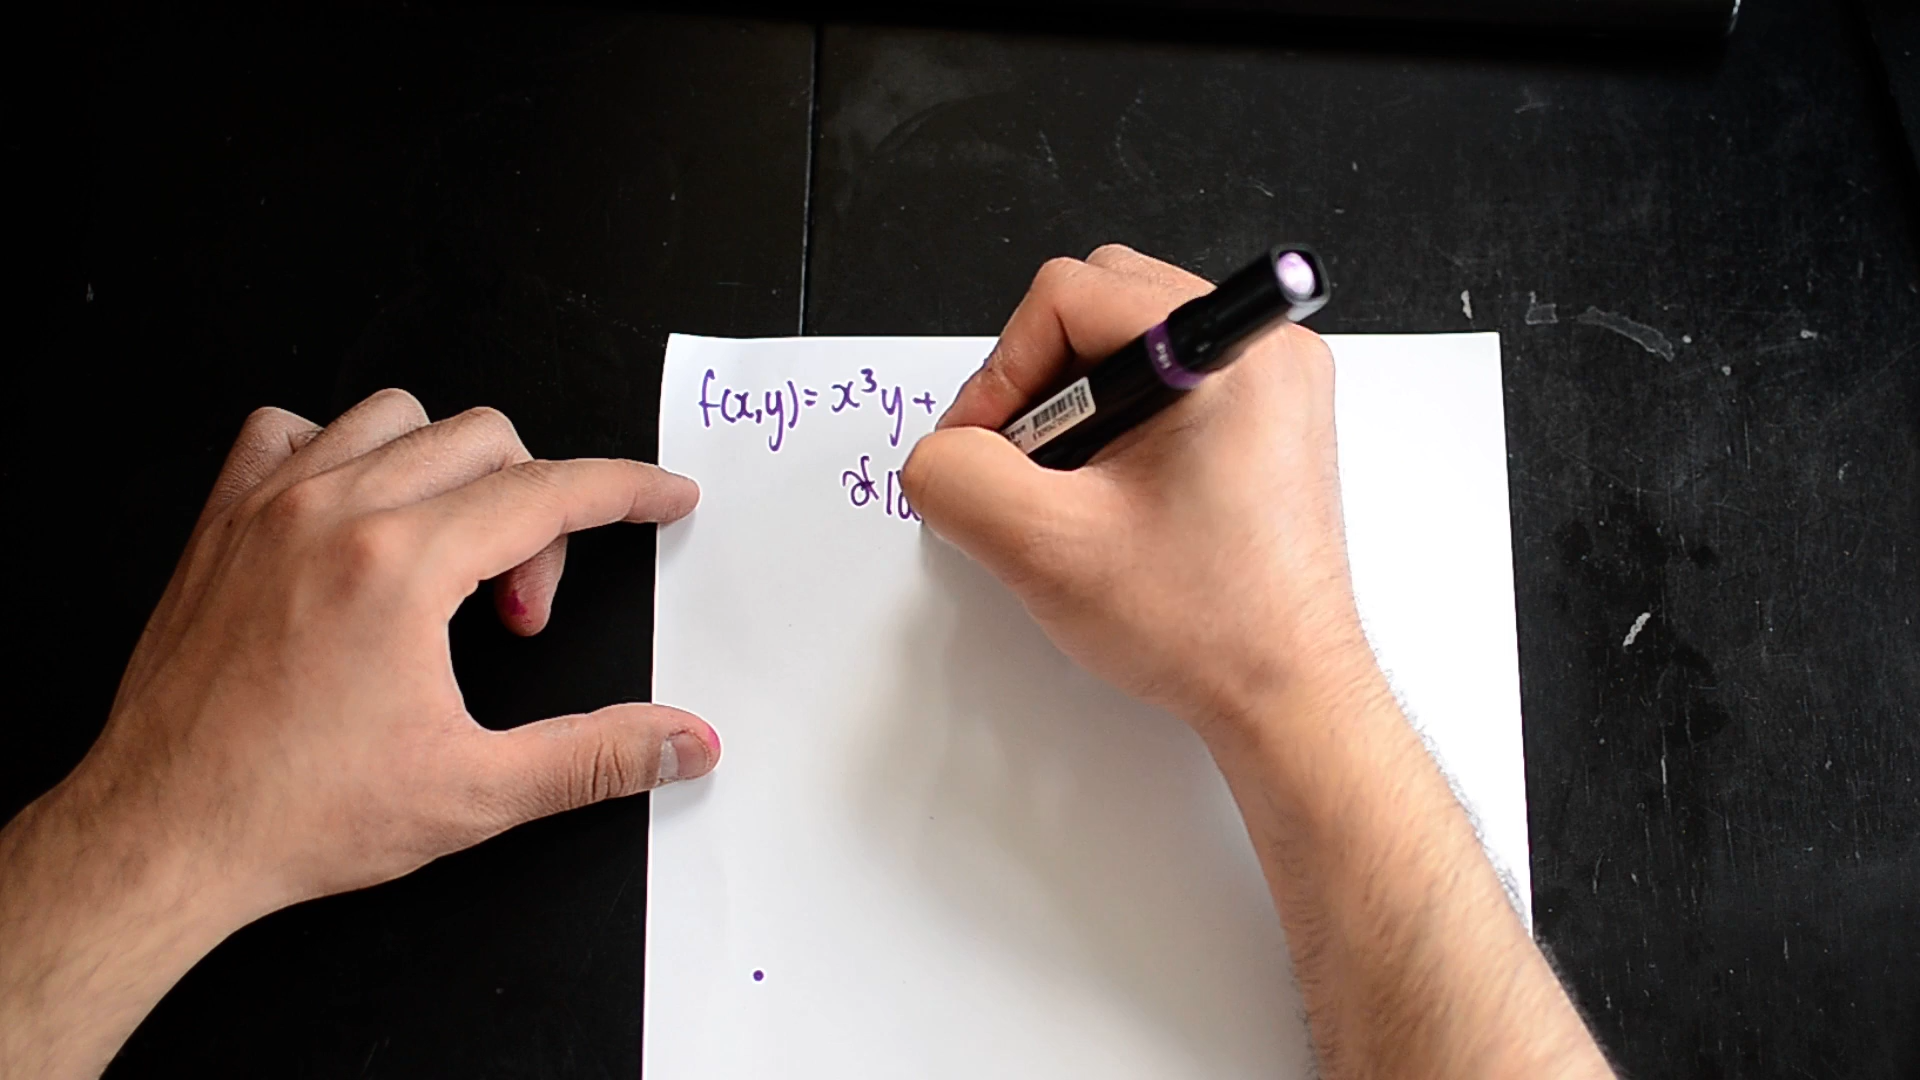 f(x,y) = x³y +
∂f/∂